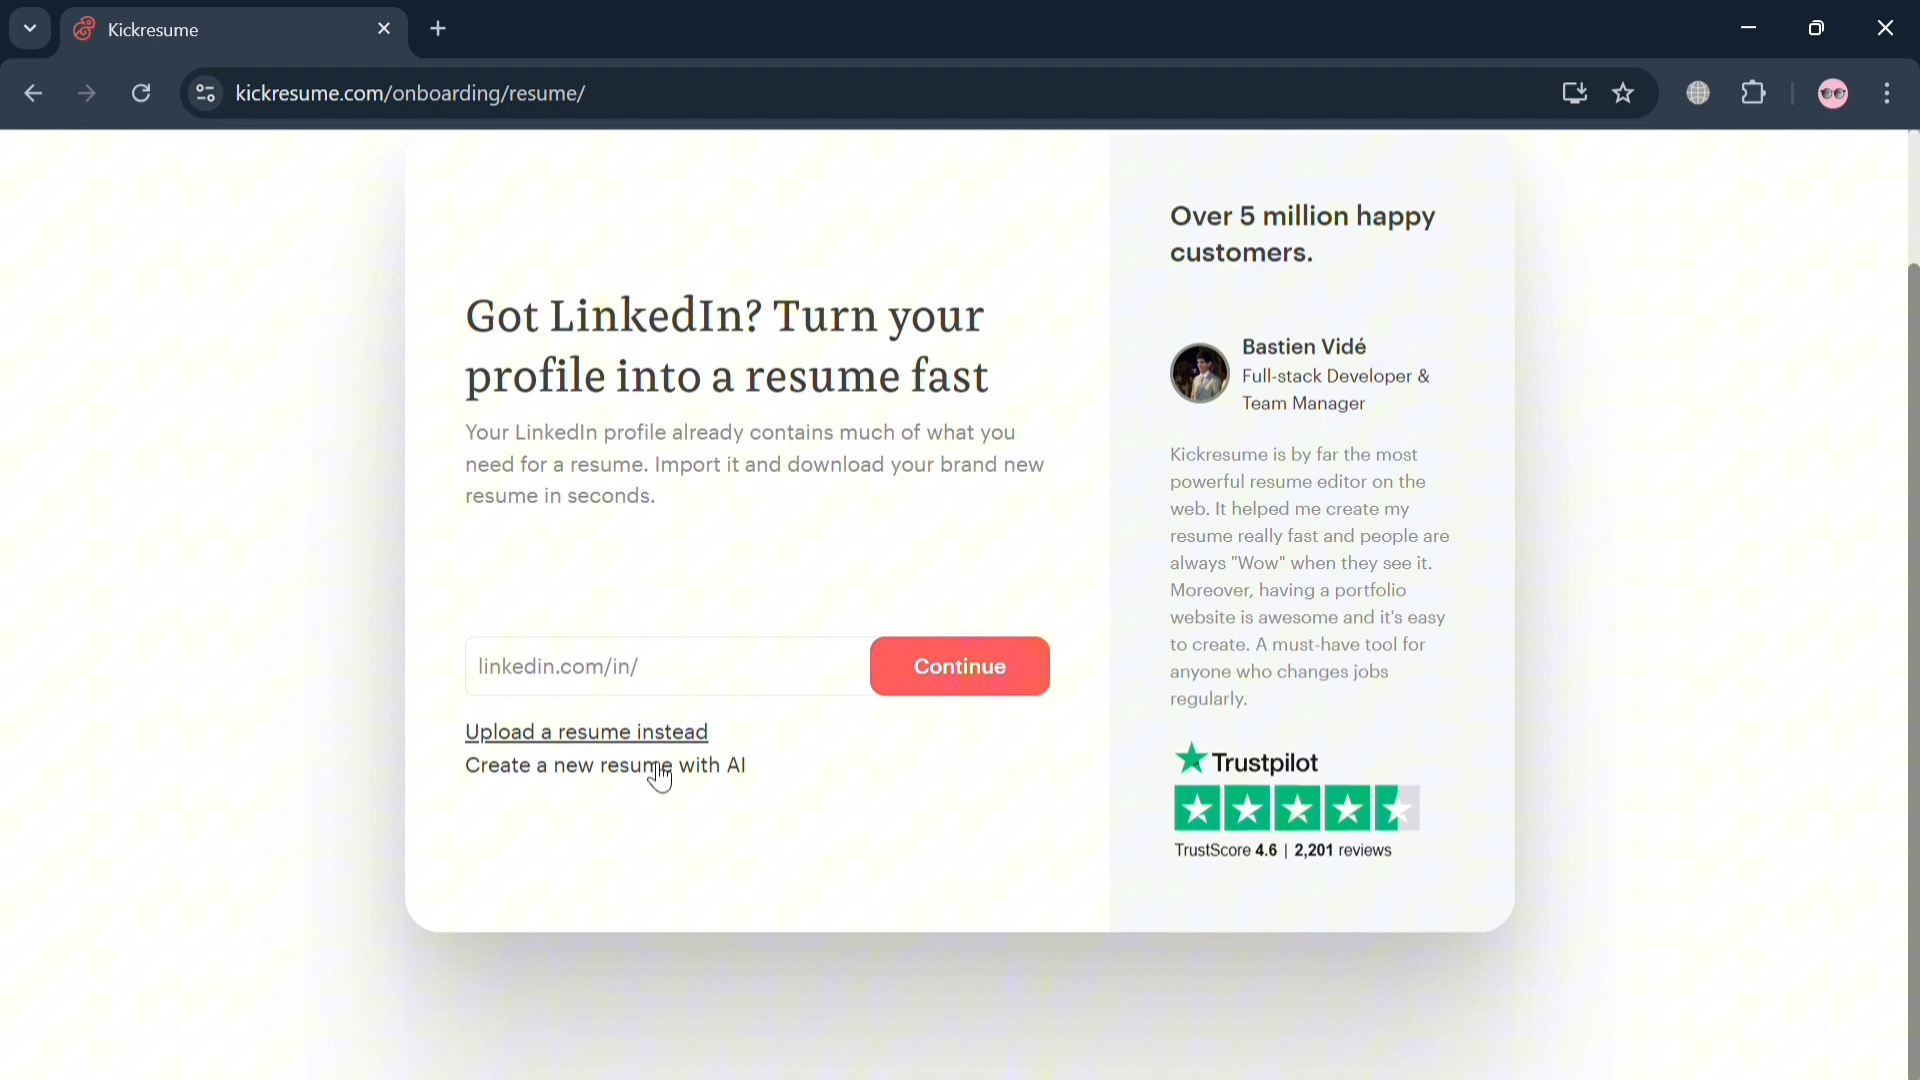 Kickresume
kickresume.com/onboarding/resume/
Got LinkedIn? Turn your
profile into a resume fast
Your LinkedIn profile already contains much of what you
need for a resume. Import it and download your brand new
resume in seconds.
linkedin.com/in/
Continue
Upload a resume instead
Create a new resume with AI
Over 5 million happy
customers.
Bastien Vidé
Full-stack Developer &
Team Manager
Kickresume is by far the most
powerful resume editor on the
web. It helped me create my
resume really fast and people are
always "Wow" when they see it.
Moreover, having a portfolio
website is awesome and it's easy
to create. A must-have tool for
anyone who changes jobs
regularly.
Trustpilot
TrustScore 4.6 | 2,201 reviews